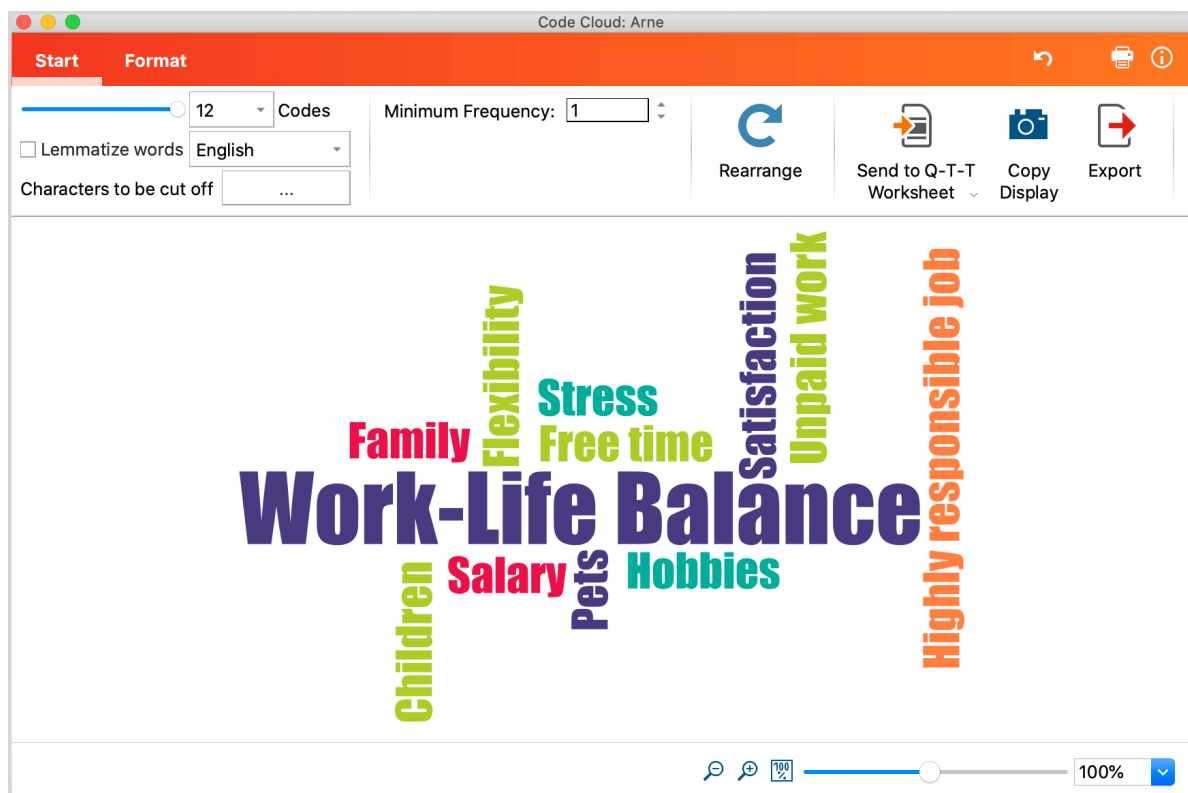 Code Cloud: Arne
Start Format
12 Codes
Minimum Frequency: 1
Lemmatize words English
Characters to be cut off ...
Rearrange
Send to Q-T-T
Worksheet
Copy
Display
Export
Flexibility
Satisfaction
Unpaid work
Highly responsible job
Stress
Family
Free time
Work-Life Balance
Children
Salary
Pets
Hobbies
100
%
100%